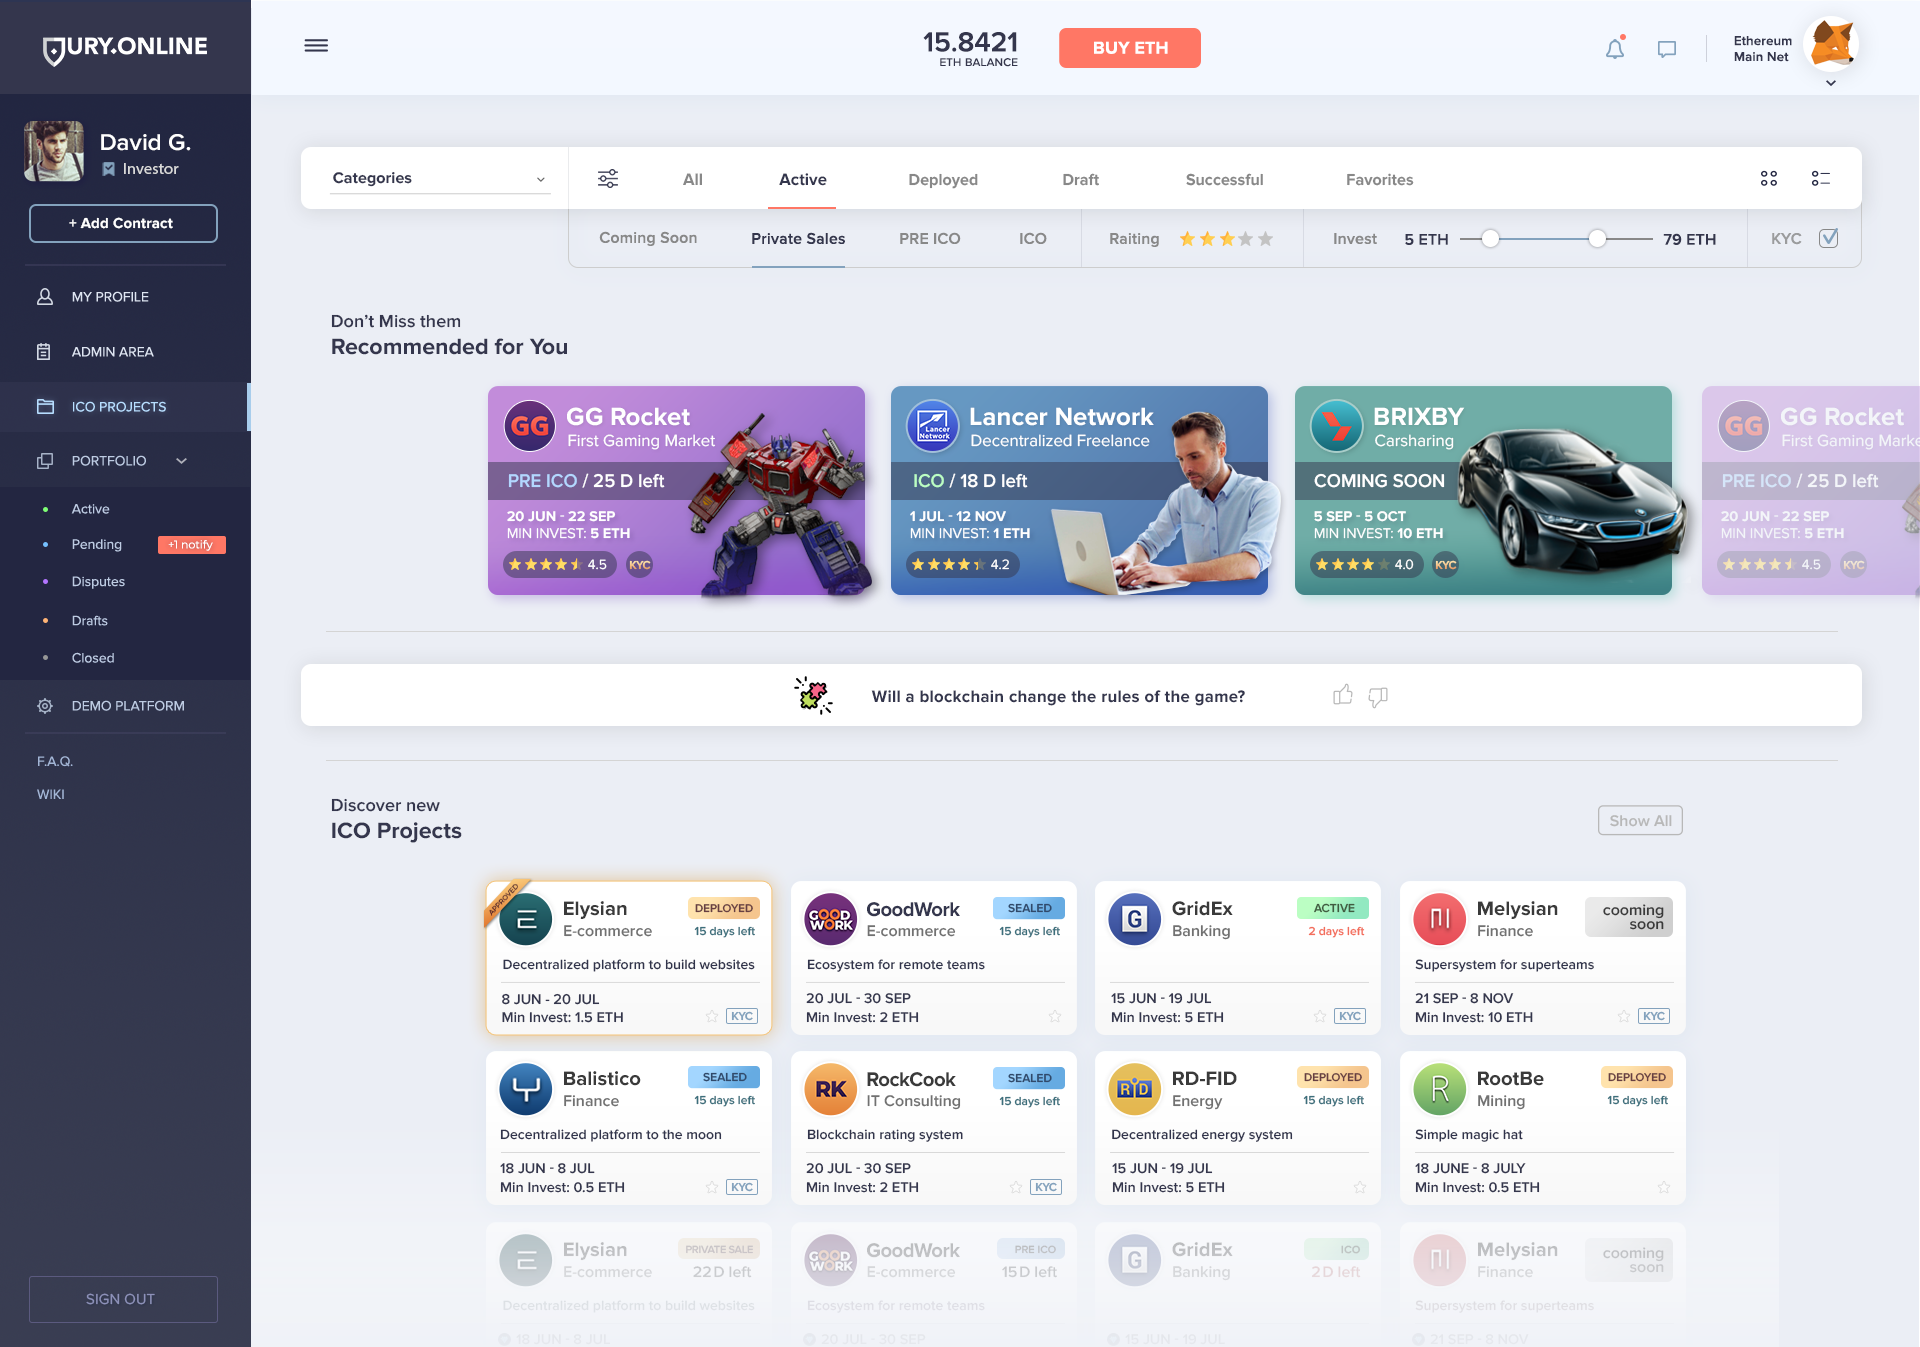 JURY.ONLINE
15.8421
ETH BALANCE
BUY ETH
Ethereum
Main Net
David G.
Investor
+ Add Contract
MY PROFILE
ADMIN AREA
ICO PROJECTS
PORTFOLIO
Active
Pending
+1 notify
Disputes
Drafts
Closed
DEMO PLATFORM
F.A.Q.
WIKI
SIGN OUT
Categories
All
Active
Deployed
Draft
Successful
Favorites
Coming Soon
Private Sales
PRE ICO
ICO
Raiting
Invest
5 ETH
79 ETH
KYC
Don't Miss them
Recommended for You
GG
GG Rocket
First Gaming Market
PRE ICO / 25 D left
20 JUN - 22 SEP
MIN INVEST: 5 ETH
4.5
KYC
Lancer
Network
Lancer Network
Decentralized Freelance
ICO / 18 D left
1 JUL - 12 NOV
MIN INVEST: 1 ETH
4.2
BRIXBY
Carsharing
COMING SOON
5 SEP - 5 OCT
MIN INVEST: 10 ETH
4.0
KYC
GG
GG Rocket
First Gaming Marke
PRE ICO / 25 D left
20 JUN - 22 SEP
MIN INVEST: 5 ETH
4.5
KYC
Will a blockchain change the rules of the game?
Discover new
ICO Projects
Show All
APPROVED
E
Elysian
E-commerce
DEPLOYED
15 days left
Decentralized platform to build websites
8 JUN - 20 JUL
Min Invest: 1.5 ETH
KYC
GOOD
WORK
GoodWork
E-commerce
SEALED
15 days left
Ecosystem for remote teams
20 JUL - 30 SEP
Min Invest: 2 ETH
G
GridEx
Banking
ACTIVE
2 days left
15 JUN - 19 JUL
Min Invest: 5 ETH
KYC
Melysian
Finance
cooming
soon
Supersystem for superteams
21 SEP - 8 NOV
Min Invest: 10 ETH
KYC
Balistico
Finance
SEALED
15 days left
Decentralized platform to the moon
18 JUN - 8 JUL
Min Invest: 0.5 ETH
KYC
RK
RockCook
IT Consulting
SEALED
15 days left
Blockchain rating system
20 JUL - 30 SEP
Min Invest: 2 ETH
KYC
RID
RD-FID
Energy
DEPLOYED
15 days left
Decentralized energy system
15 JUN - 19 JUL
Min Invest: 5 ETH
R
RootBe
Mining
DEPLOYED
15 days left
Simple magic hat
18 JUNE - 8 JULY
Min Invest: 0.5 ETH
E
Elysian
E-commerce
PRIVATE SALE
22 D left
Decentralized platform to build websites
18 JUN - 8 JUL
GOOD
WORK
GoodWork
E-commerce
PRE ICO
15 D left
Ecosystem for remote teams
20 JUL - 30 SEP
G
GridEx
Banking
ICO
2 D left
15 JUN - 19 JUL
Melysian
Finance
cooming
soon
Supersystem for superteams
21 SEP - 8 NOV